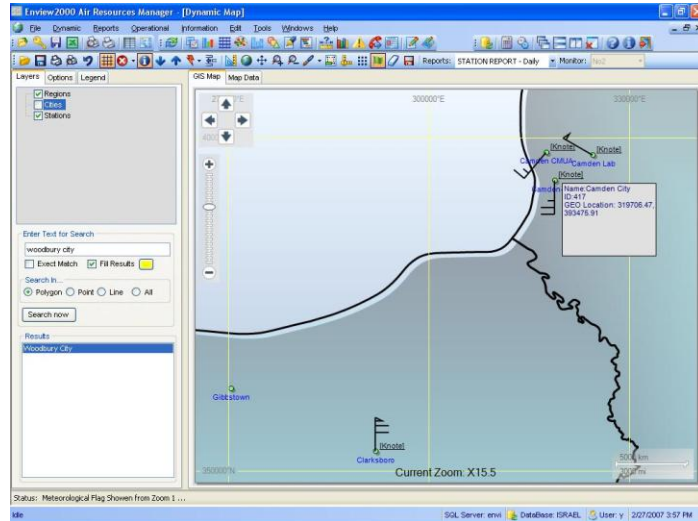 Enview2000 Air Resources Manager - [Dynamic Map]
File Dynamic Reports Operational Information Edit Tools Windows Help
Reports: STATION REPORT - Daily Monitor: No2
Layers Options Legend
GIS Map Map Data
Regions
Cities
Stations
300000°E 330000°E
[Knote]
[Knote]
Camden CMUA Camden Lab
[Knote]
Name:Camden City
ID:417
GEO Location: 319706.47,
393476.91
Enter Text for Search
woodbury city
Exect Match Fill Results
Search In...
Polygon Point Line All
Search now
Results
Woodbury City
Gibbstown
[Knote]
Clarksboro
350000°N
Current Zoom: X15.5
Status: Meteorological Flag Showen from Zoom 1 ...
Idle
SQL Server: envi DataBase: ISRAEL User: y 2/27/2007 3:57 PM